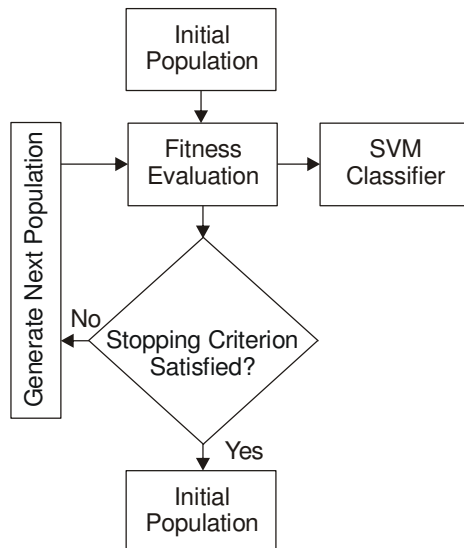 Initial
Population
Fitness
Evaluation
SVM
Classifier
Generate Next Population
No
Stopping Criterion
Satisfied?
Yes
Initial
Population